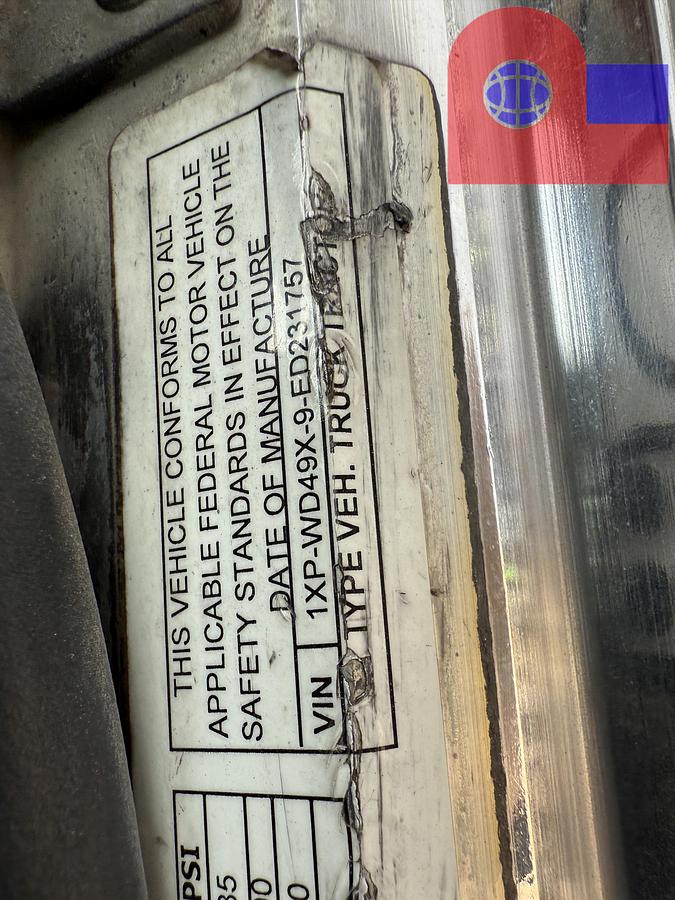 THIS VEHICLE CONFORMS TO ALL
APPLICABLE FEDERAL MOTOR VEHICLE
SAFETY STANDARDS IN EFFECT ON THE
DATE OF MANUFACTURE
VIN 1XP-WD49X-9-ED231757
TYPE VEH. TRUCK
PSI